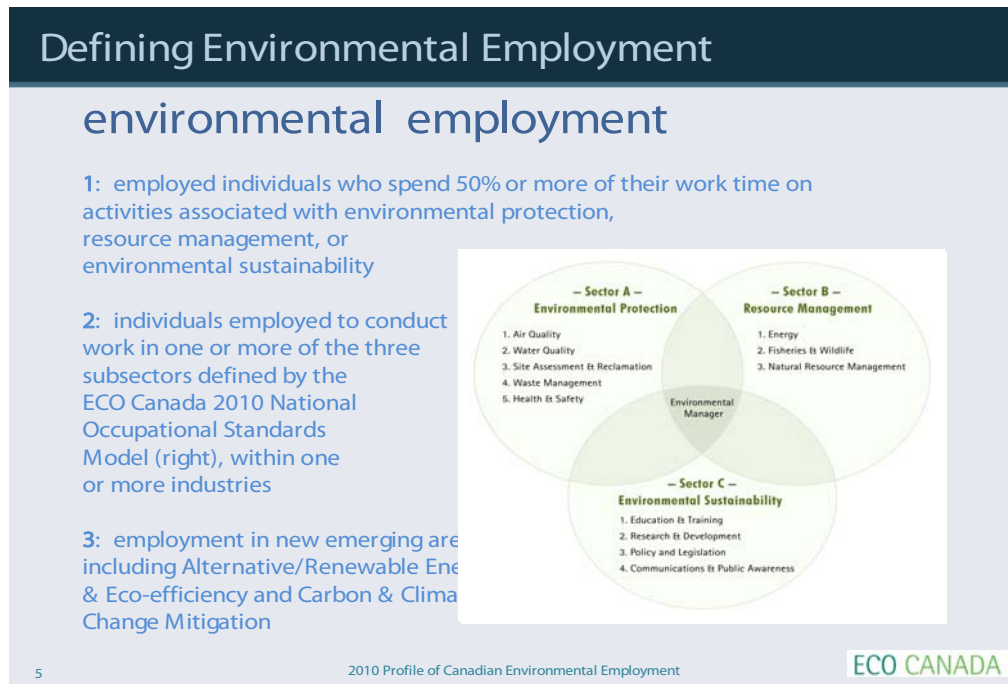 Defining Environmental Employment
environmental employment
1: employed individuals who spend 50% or more of their work time on
activities associated with environmental protection,
resource management, or
environmental sustainability
2: individuals employed to conduct
work in one or more of the three
subsectors defined by the
ECO Canada 2010 National
Occupational Standards
Model (right), within one
or more industries
3: employment in new emerging are
including Alternative/Renewable Ene
& Eco-efficiency and Carbon & Clima
Change Mitigation
– Sector A –
Environmental Protection
1. Air Quality
2. Water Quality
3. Site Assessment & Reclamation
4. Waste Management
5. Health & Safety
– Sector B –
Resource Management
1. Energy
2. Fisheries & Wildlife
3. Natural Resource Management
Environmental
Manager
– Sector C –
Environmental Sustainability
1. Education & Training
2. Research & Development
3. Policy and Legislation
4. Communications & Public Awareness
5
2010 Profile of Canadian Environmental Employment
ECO CANADA